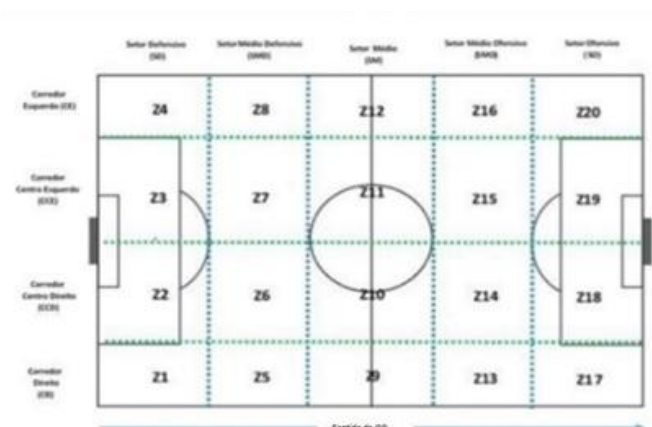 Setor Defensivo
(SD)
Setor Médio Defensivo
(SMD)
Setor Médio
(SM)
Setor Médio Ofensivo
(SMO)
Setor Ofensivo
(SO)
Corredor
Esquerdo (CE)
Z4 Z8 Z12 Z16 Z20
Corredor
Centro Esquerdo
(CCE)
Z3 Z7 Z11 Z15 Z19
Corredor
Centro Direito
(CCD)
Z2 Z6 Z10 Z14 Z18
Corredor
Direito
(CD)
Z1 Z5 Z9 Z13 Z17